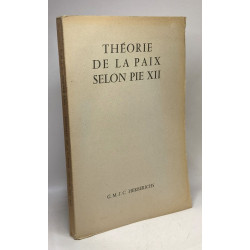 THÉORIE
DE LA PAIX
SELON PIE XII